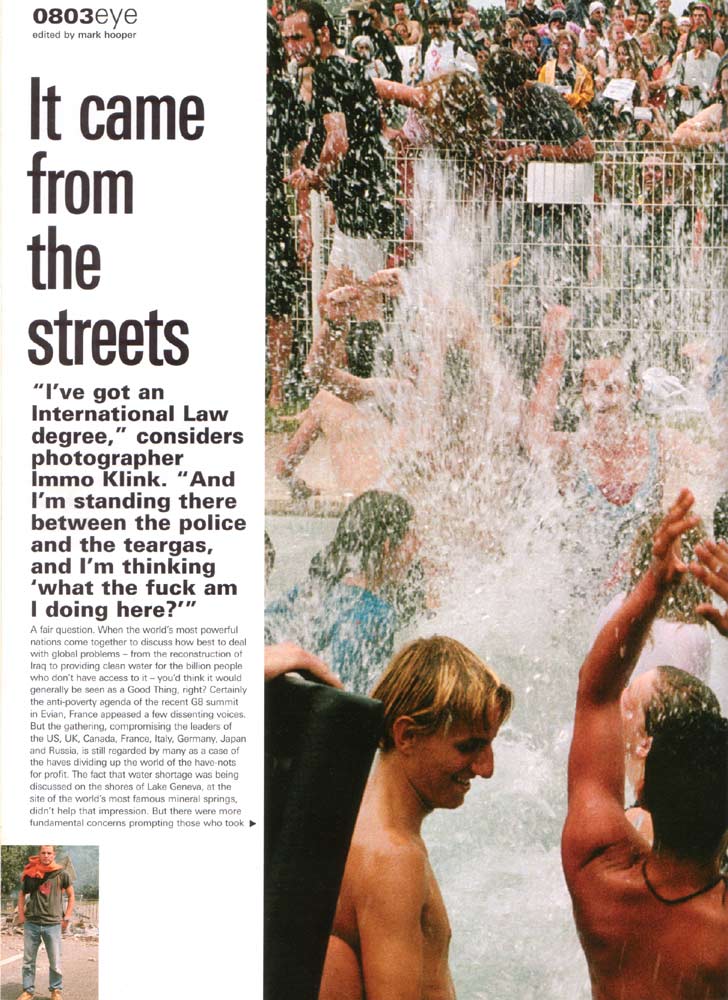 0803eye
edited by mark hooper
It came
from
the
streets
“I’ve got an
International Law
degree,” considers
photographer
Immo Klink. “And
I’m standing there
between the police
and the teargas,
and I’m thinking
‘what the fuck am
I doing here?’”
A fair question. When the world’s most powerful
nations come together to discuss how best to deal
with global problems – from the reconstruction of
Iraq to providing clean water for the billion people
who don’t have access to it – you’d think it would
generally be seen as a Good Thing, right? Certainly
the anti-poverty agenda of the recent G8 summit
in Evian, France appeased a few dissenting voices.
But the gathering, compromising the leaders of
the US, UK, Canada, France, Italy, Germany, Japan
and Russia, is still regarded by many as a case of
the haves dividing up the world of the have-nots
for profit. The fact that water shortage was being
discussed on the shores of Lake Geneva, at the
site of the world’s most famous mineral springs,
didn’t help that impression. But there were more
fundamental concerns prompting those who took ▶